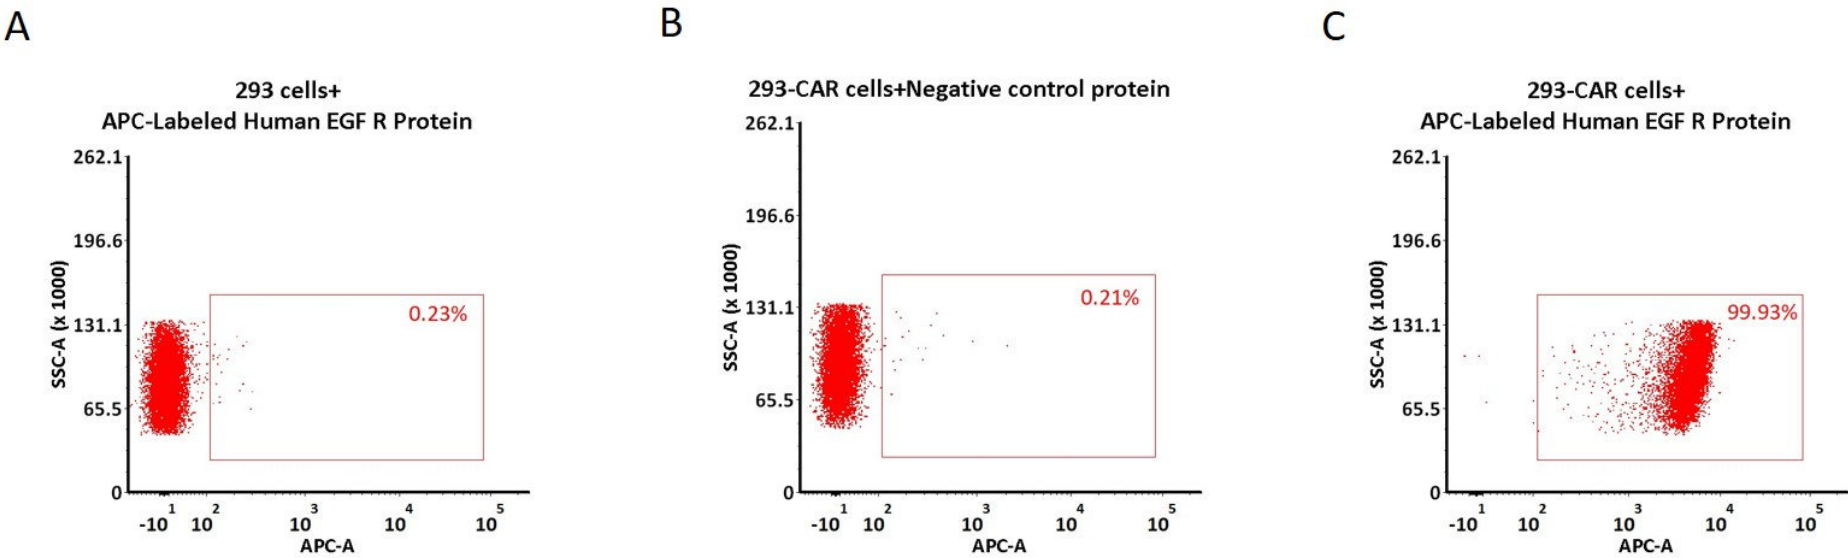 A
293 cells+
APC-Labeled Human EGF R Protein
262.1
196.6
131.1
65.5
0
SSC-A (x 1000)
0.23%
-10 1 10 2 10 3 10 4 10 5
APC-A
B
293-CAR cells+Negative control protein
262.1
196.6
131.1
65.5
0
SSC-A (x 1000)
0.21%
-10 1 10 2 10 3 10 4 10 5
APC-A
C
293-CAR cells+
APC-Labeled Human EGF R Protein
262.1
196.6
131.1
65.5
0
SSC-A (x 1000)
99.93%
-10 1 10 2 10 3 10 4 10 5
APC-A